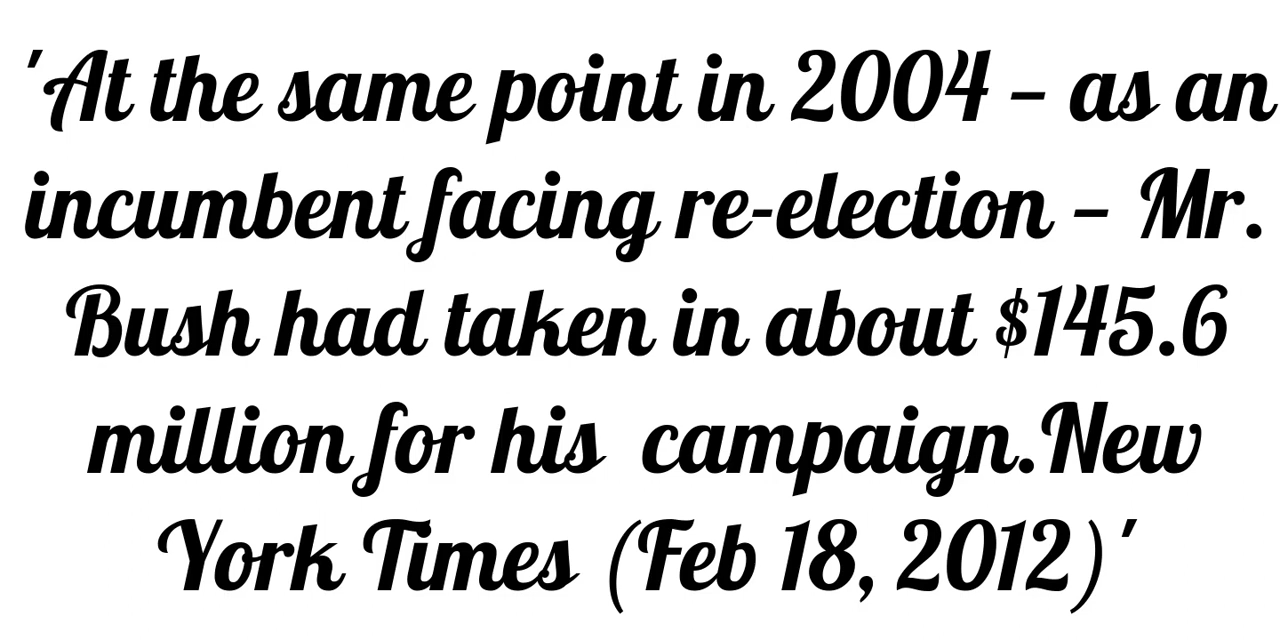 'At the same point in 2004 – as an
incumbent facing re-election – Mr.
Bush had taken in about $145.6
million for his  campaign.New
York Times (Feb 18, 2012)'